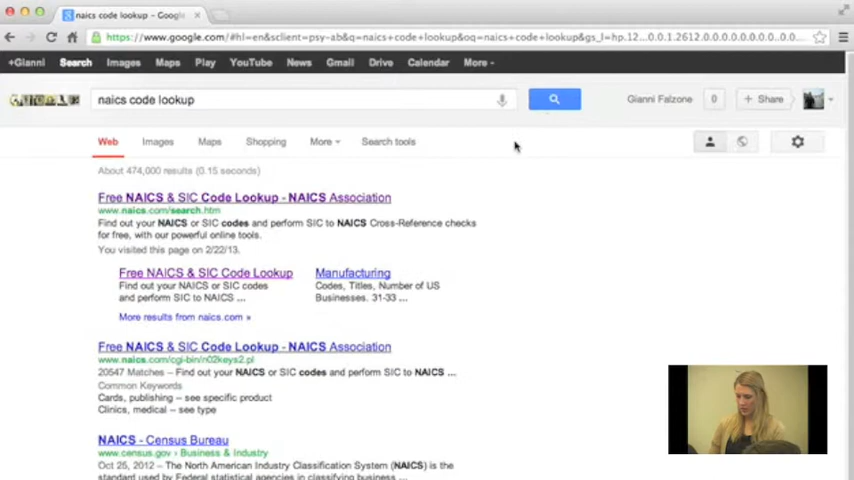 naics code lookup – Google
https://www.google.com/#hl=en&sclient=psy-ab&q=naics+code+lookup&oq=naics+code+lookup&gs_l=hp.12...0.0.1.2612.0.0.0.0.0.0.0.0..0.0...
+Gianni Search Images Maps Play YouTube News Gmail Drive Calendar More
naics code lookup
Gianni Falzone 0 + Share
Web Images Maps Shopping More Search tools
About 474,000 results (0.15 seconds)
Free NAICS & SIC Code Lookup - NAICS Association
www.naics.com/search.htm
Find out your NAICS or SIC codes and perform SIC to NAICS Cross-Reference checks
for free, with our powerful online tools.
You visited this page on 2/22/13.
Free NAICS & SIC Code Lookup Manufacturing
Find out your NAICS or SIC codes Codes, Titles, Number of US
and perform SIC to NAICS ... Businesses. 31-33 ...
More results from naics.com »
Free NAICS & SIC Code Lookup - NAICS Association
www.naics.com/cgi-bin/n02keys2.pl
20547 Matches – Find out your NAICS or SIC codes and perform SIC to NAICS ...
Common Keywords
Cards, publishing -- see specific product
Clinics, medical -- see type
NAICS - Census Bureau
www.census.gov › Business & Industry
Oct 25, 2012 – The North American Industry Classification System (NAICS) is the
standard used by Federal statistical agencies in classifying business ...